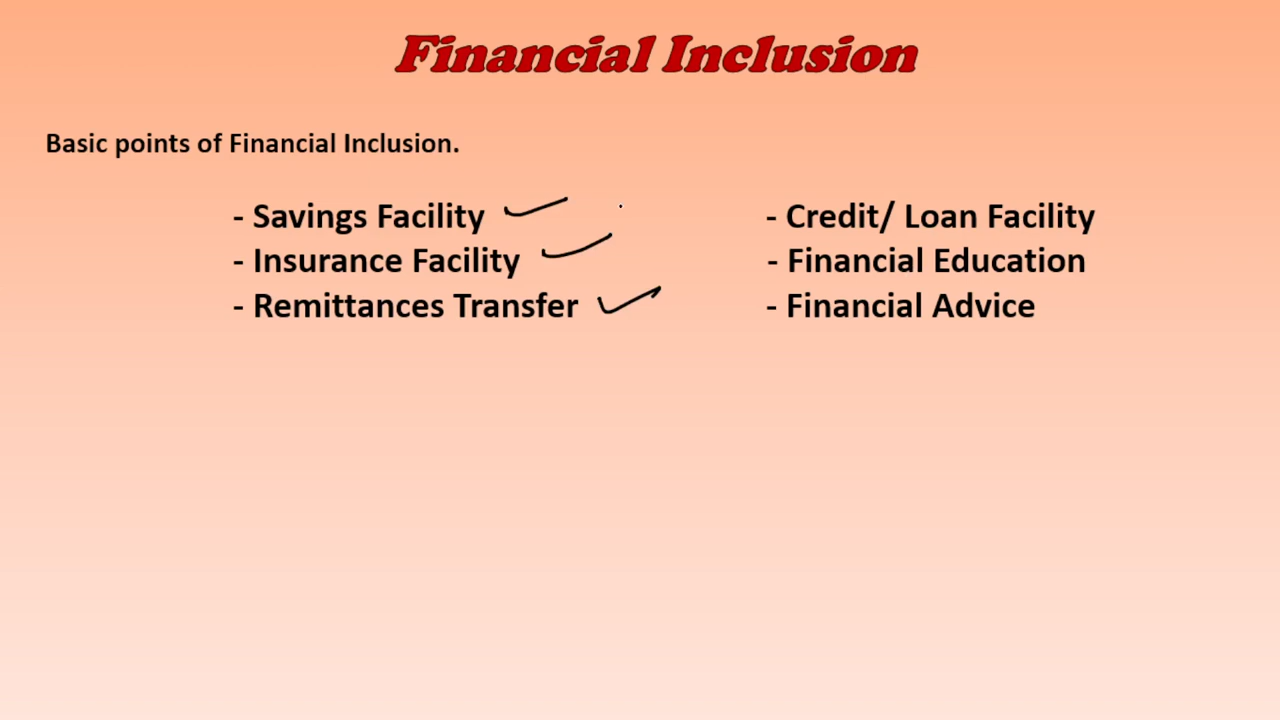 Financial Inclusion
Basic points of Financial Inclusion.
- Savings Facility
- Insurance Facility
- Remittances Transfer
- Credit/ Loan Facility
- Financial Education
- Financial Advice